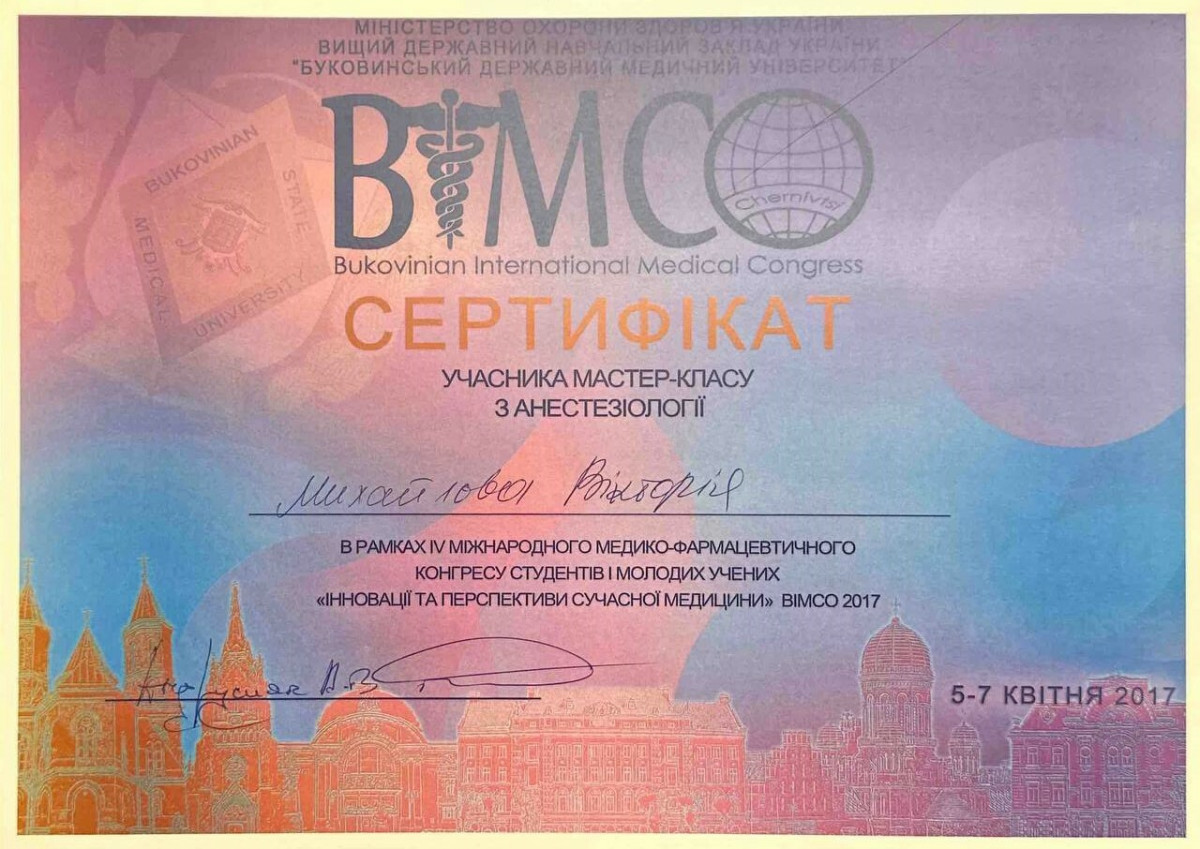 МІНІСТЕРСТВО ОХОРОНИ ЗДОРОВ'Я УКРАЇНИ
ВИЩИЙ ДЕРЖАВНИЙ НАВЧАЛЬНИЙ ЗАКЛАД УКРАЇНИ
"БУКОВИНСЬКИЙ ДЕРЖАВНИЙ МЕДИЧНИЙ УНІВЕРСИТЕТ"
BIMCO
Chernivtsi
BUKOVINIAN STATE
MEDICAL UNIVERSITY
Bukovinian International Medical Congress
СЕРТИФІКАТ
УЧАСНИКА МАСТЕР-КЛАСУ
З АНЕСТЕЗІОЛОГІЇ
Михайлова Вікторія
В РАМКАХ IV МІЖНАРОДНОГО МЕДИКО-ФАРМАЦЕВТИЧНОГО
КОНГРЕСУ СТУДЕНТІВ І МОЛОДИХ УЧЕНИХ
«ІННОВАЦІЇ ТА ПЕРСПЕКТИВИ СУЧАСНОЇ МЕДИЦИНИ» BIMCO 2017
5-7 КВІТНЯ 2017